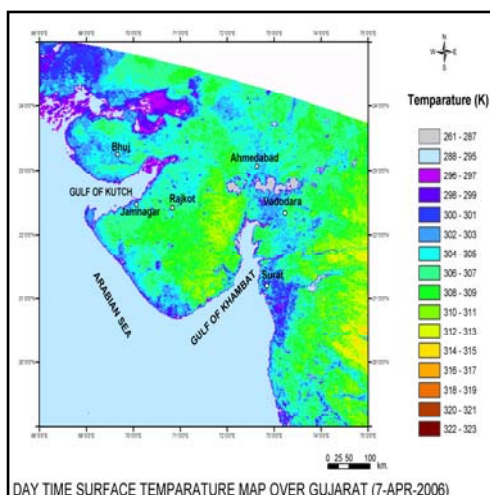 N
W E
S
Temparature (K)
261 - 287
288 - 295
296 - 297
298 - 299
300 - 301
302 - 303
304 - 305
306 - 307
308 - 309
310 - 311
312 - 313
314 - 315
316 - 317
318 - 319
320 - 321
322 - 323
Bhuj
Ahmedabad
GULF OF KUTCH
Vadodara
Rajkot
Jamnagar
Surat
ARABIAN SEA
GULF OF KHAMBAT
0 25 50 100
km.
DAY TIME SURFACE TEMPARATURE MAP OVER GUJARAT (7-APR-2006)